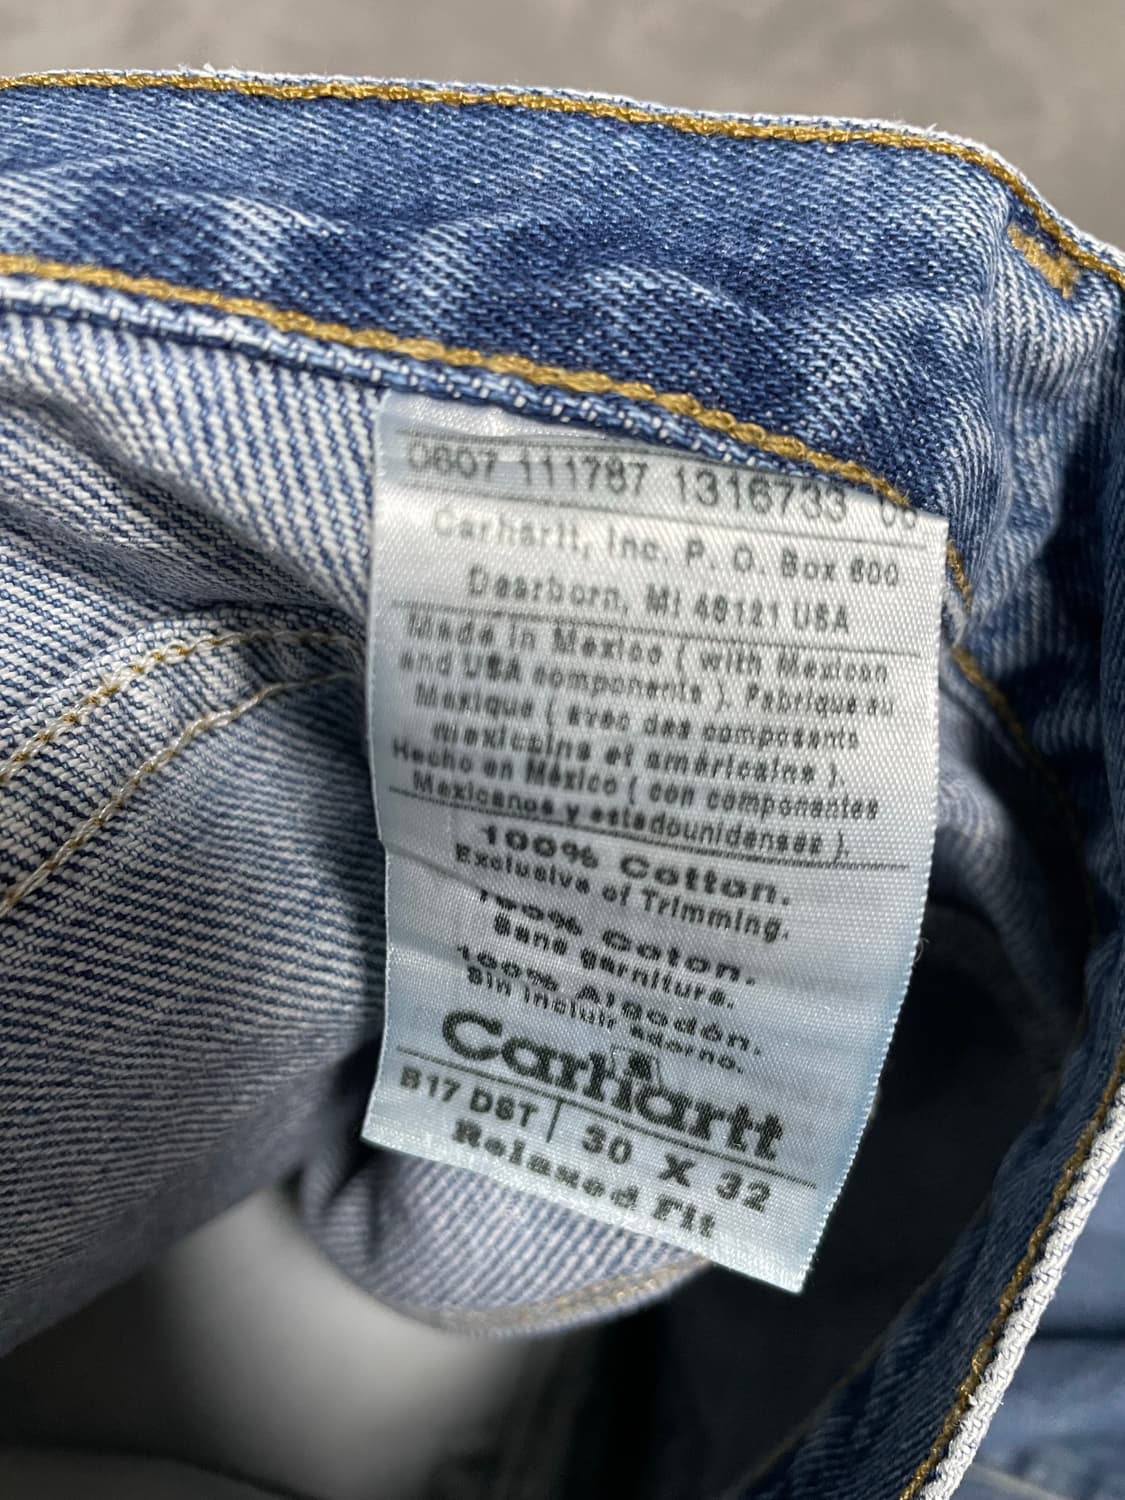 0607 111787 1316733 06
Carhartt, Inc. P. O. Box 600
Dearborn, MI 48121 USA
Made in Mexico ( with Mexican
and USA components ). Fabrique au
Mexique ( avec des composants
mexicains et américains ).
Hecho en México ( con componentes
Mexicanos y estadounidenses ).
100% Cotton.
Exclusive of Trimming.
100% Coton.
Sans garniture.
100% Algodón.
Sin incluir adorno.
Carhartt
B17 DST 30 X 32
Relaxed Fit